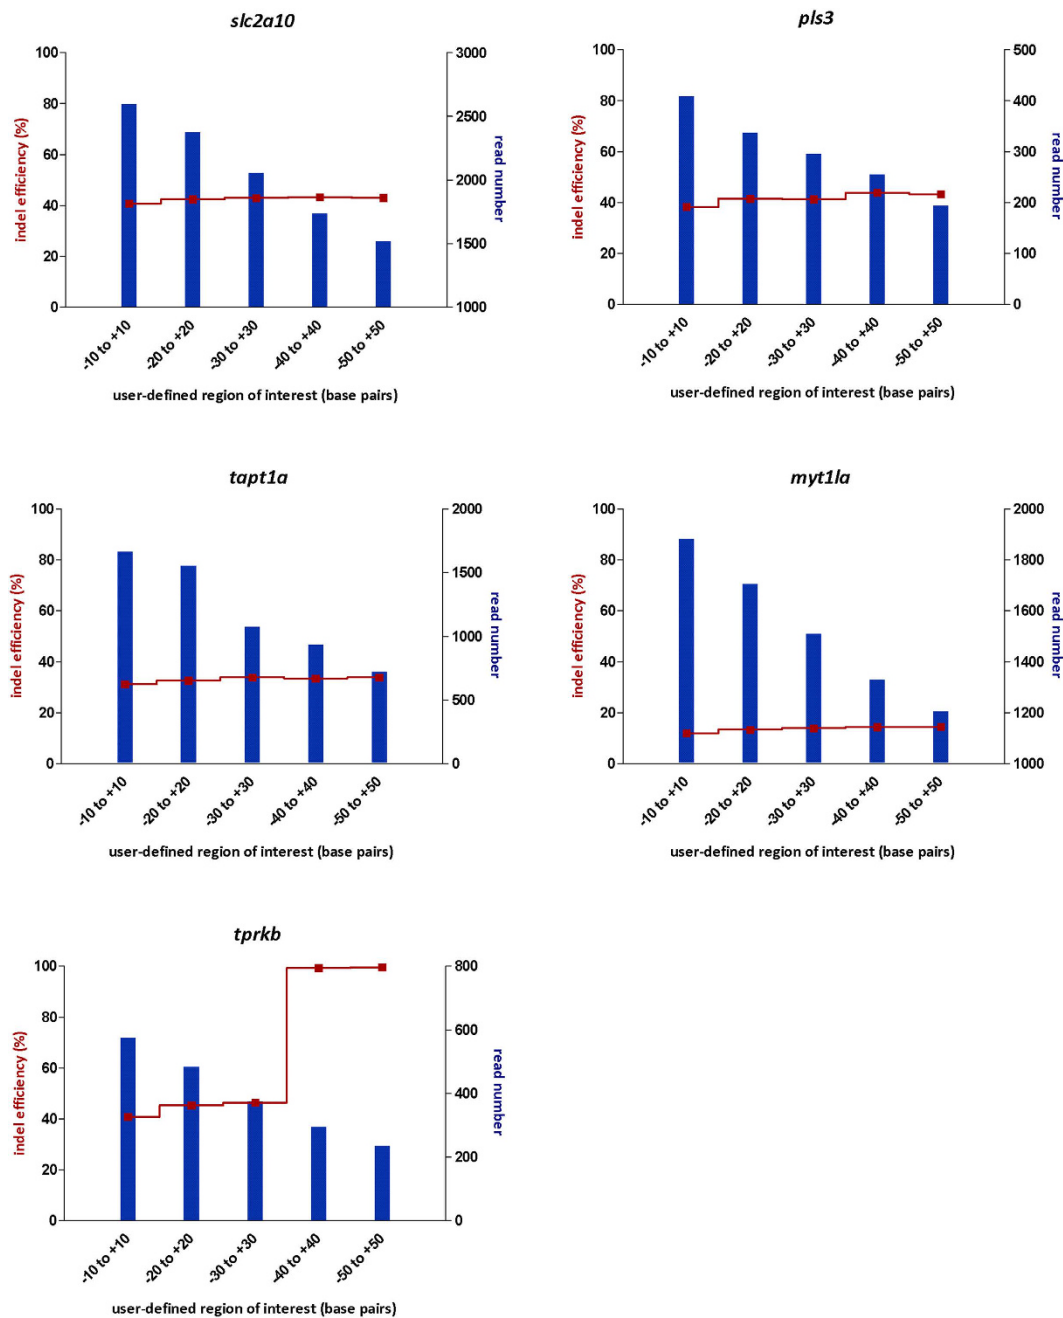 slc2a10
100
80
60
40
20
0
3000
2500
2000
1500
1000
indel efficiency (%)
read number
-10 to +10
-20 to +20
-30 to +30
-40 to +40
-50 to +50
user-defined region of interest (base pairs)
pls3
100
80
60
40
20
0
500
400
300
200
100
0
indel efficiency (%)
read number
-10 to +10
-20 to +20
-30 to +30
-40 to +40
-50 to +50
user-defined region of interest (base pairs)
tapt1a
100
80
60
40
20
0
2000
1500
1000
500
0
indel efficiency (%)
read number
-10 to +10
-20 to +20
-30 to +30
-40 to +40
-50 to +50
user-defined region of interest (base pairs)
myt1la
100
80
60
40
20
0
2000
1800
1600
1400
1200
1000
indel efficiency (%)
read number
-10 to +10
-20 to +20
-30 to +30
-40 to +40
-50 to +50
user-defined region of interest (base pairs)
tprkb
100
80
60
40
20
0
800
600
400
200
0
indel efficiency (%)
read number
-10 to +10
-20 to +20
-30 to +30
-40 to +40
-50 to +50
user-defined region of interest (base pairs)